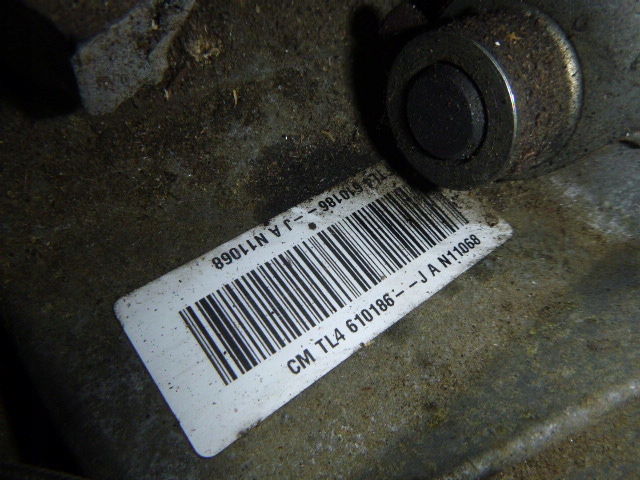 TL4 610186---J A N11068
CM TL4 610186---J A N11068